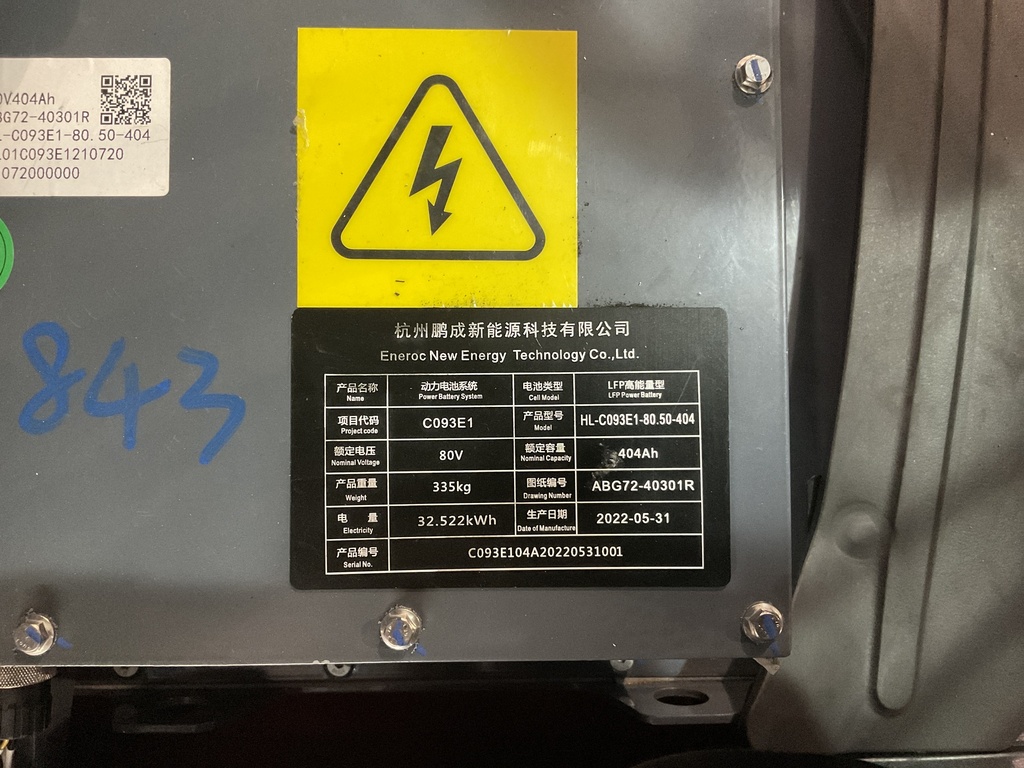 0V404Ah
BG72-40301R
L-C093E1-80.50-404
01C093E1210720
072000000
843
杭州鹏成新能源科技有限公司
Eneroc New Energy Technology Co.,Ltd.
产品名称 动力电池系统 电池类型 LFP高能量型
Name Power Battery System Cell Model LFP Power Battery
项目代码 C093E1 产品型号 HL-C093E1-80.50-404
Project code Model
额定电压 80V 额定容量 404Ah
Nominal Voltage Nominal Capacity
产品重量 335kg 图纸编号 ABG72-40301R
Weight Drawing Number
电 量 32.522kWh 生产日期 2022-05-31
Electricity Date of Manufacture
产品编号 C093E104A20220531001
Serial No.